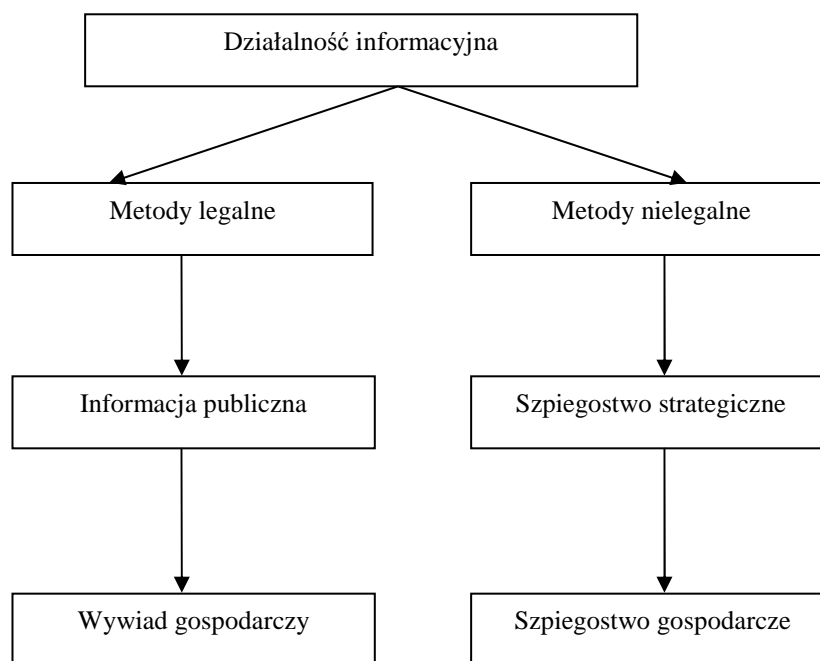 Działalność informacyjna
Metody legalne
Metody nielegalne
Informacja publiczna
Szpiegostwo strategiczne
Wywiad gospodarczy
Szpiegostwo gospodarcze